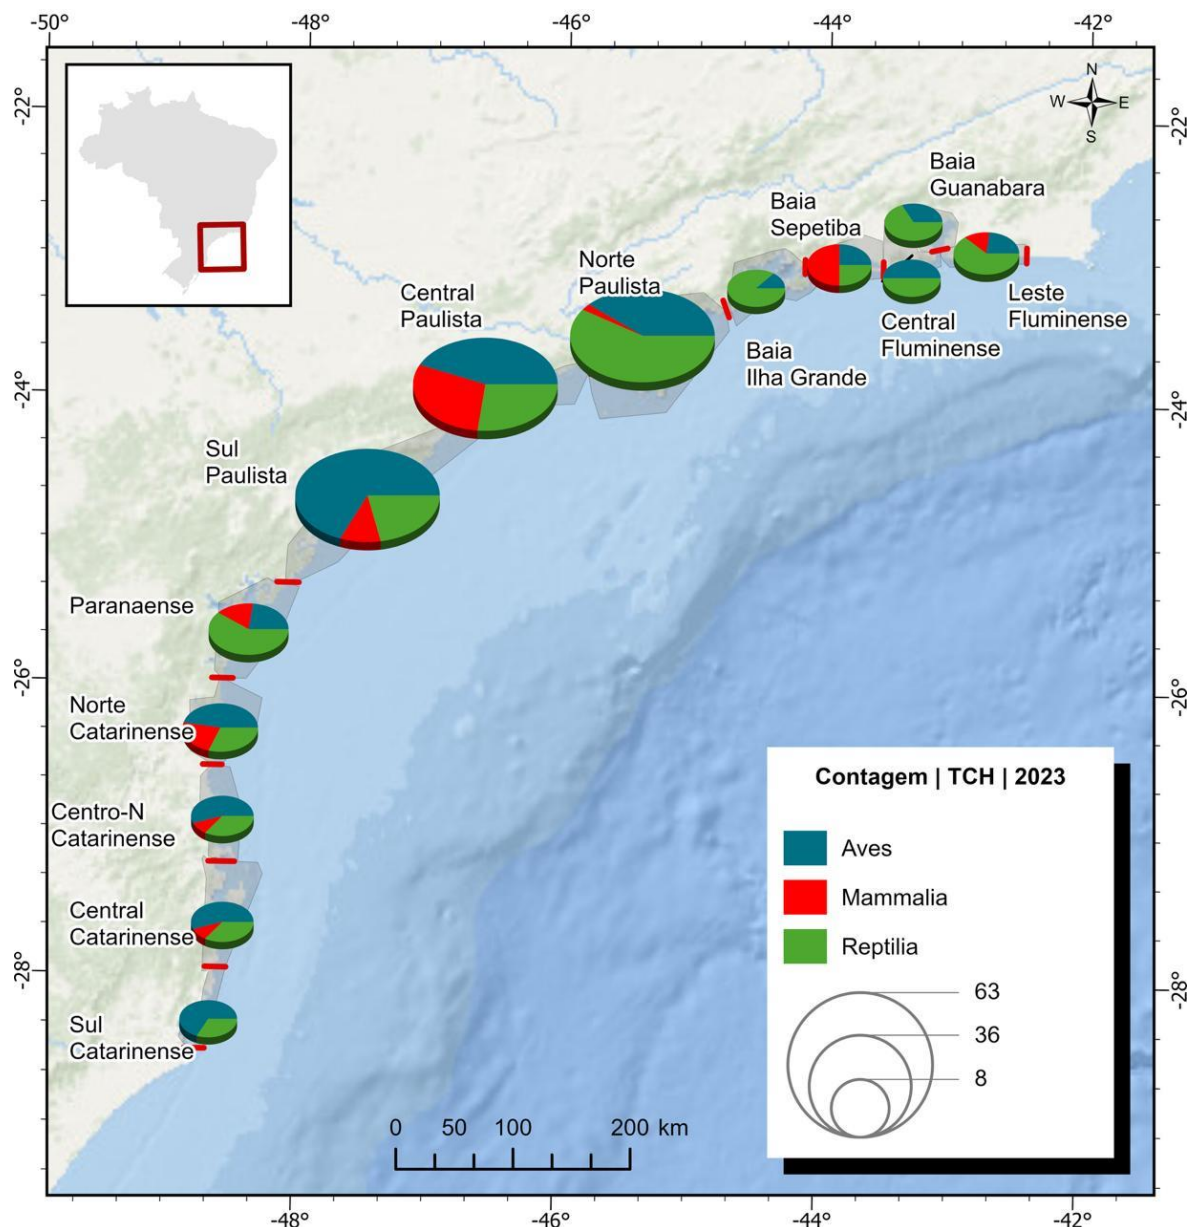 -50°
-48°
-46°
-44°
-42°
-22°
-22°
N
W
E
S
Baia
Guanabara
Baia
Sepetiba
Norte
Paulista
Central
Paulista
Leste
Fluminense
Central
Fluminense
Baia
Ilha Grande
-24°
-24°
Sul
Paulista
Paranaense
-26°
-26°
Norte
Catarinense
Centro-N
Catarinense
Central
Catarinense
-28°
-28°
Sul
Catarinense
Contagem | TCH | 2023
Aves
Mammalia
Reptilia
63
36
8
0 50 100 200 km
-48°
-46°
-44°
-42°